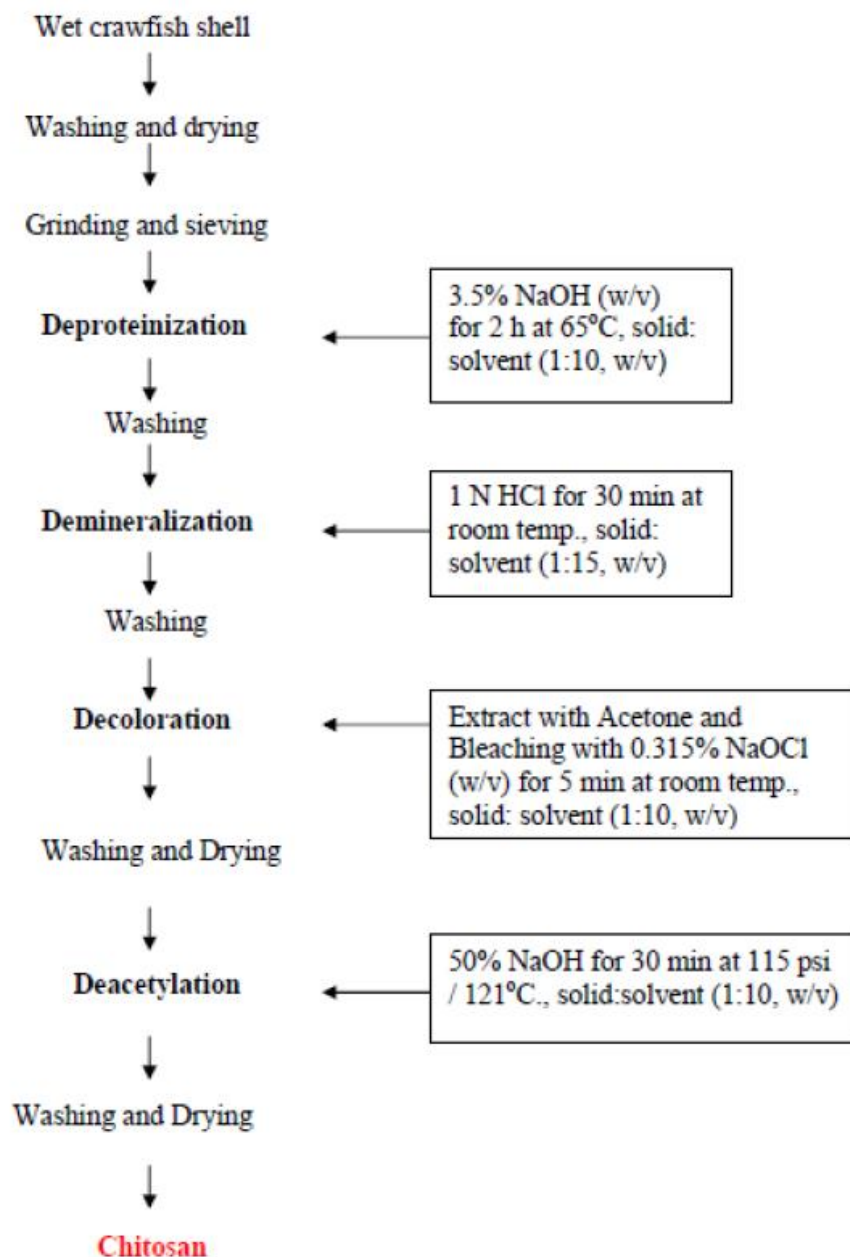 Wet crawfish shell
Washing and drying
Grinding and sieving
Deproteinization
3.5% NaOH (w/v)
for 2 h at 65ºC, solid:
solvent (1:10, w/v)
Washing
Demineralization
1 N HCl for 30 min at
room temp., solid:
solvent (1:15, w/v)
Washing
Decoloration
Extract with Acetone and
Bleaching with 0.315% NaOCl
(w/v) for 5 min at room temp.,
solid: solvent (1:10, w/v)
Washing and Drying
Deacetylation
50% NaOH for 30 min at 115 psi
/ 121ºC., solid:solvent (1:10, w/v)
Washing and Drying
Chitosan